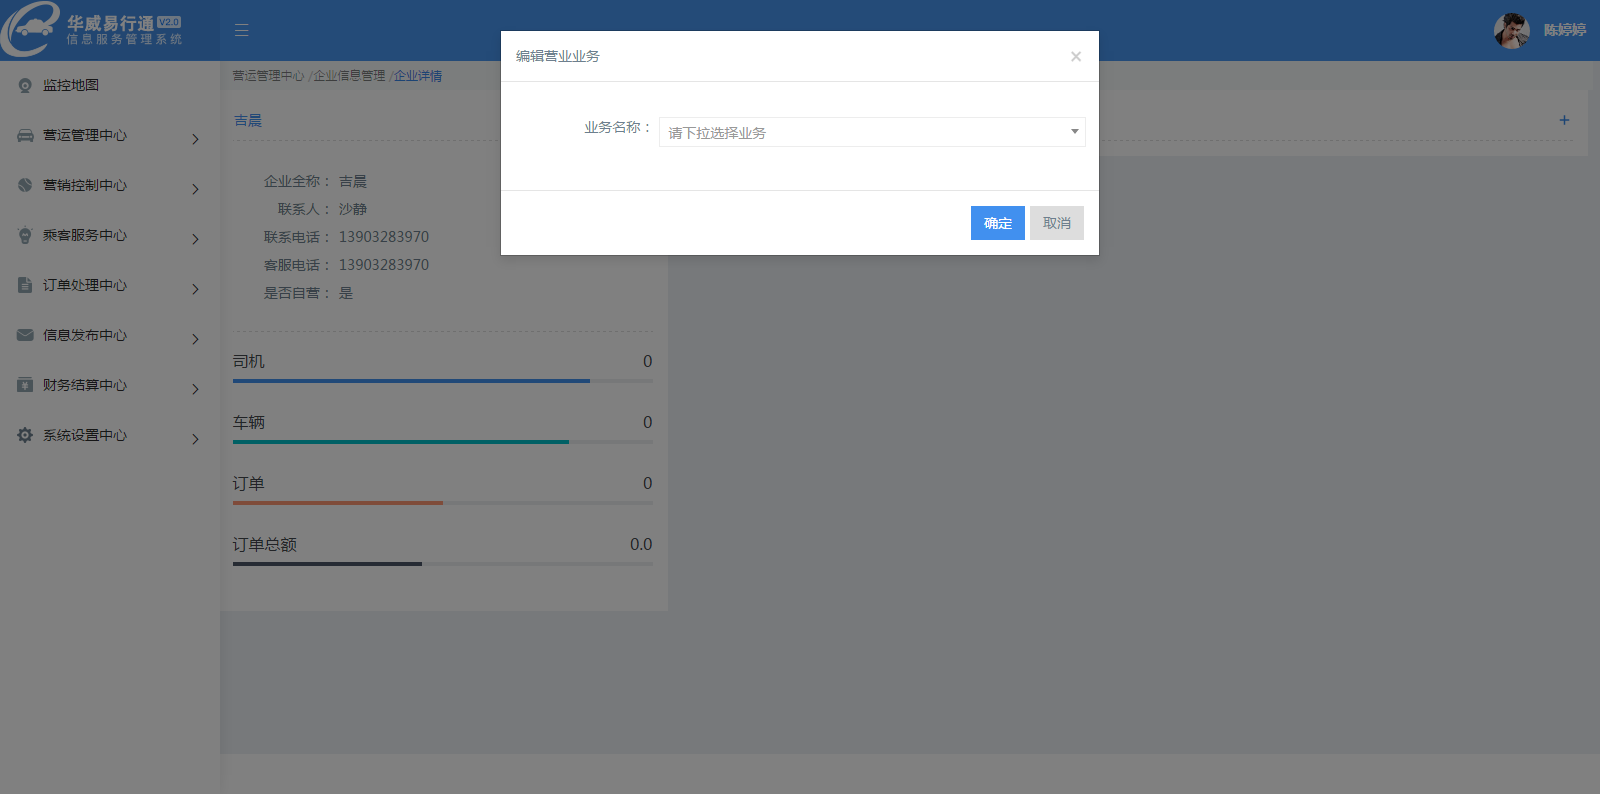 华威易行通 V2.0
信息服务管理系统
陈婷婷
监控地图
营运管理中心
营销控制中心
乘客服务中心
订单处理中心
信息发布中心
财务结算中心
系统设置中心
营运管理中心 /企业信息管理 /企业详情
吉晨
+
企业全称： 吉晨
联系人： 沙静
联系电话： 13903283970
客服电话： 13903283970
是否自营： 是
司机 0
车辆 0
订单 0
订单总额 0.0
编辑营业业务 ×
业务名称： 请下拉选择业务
确定 取消